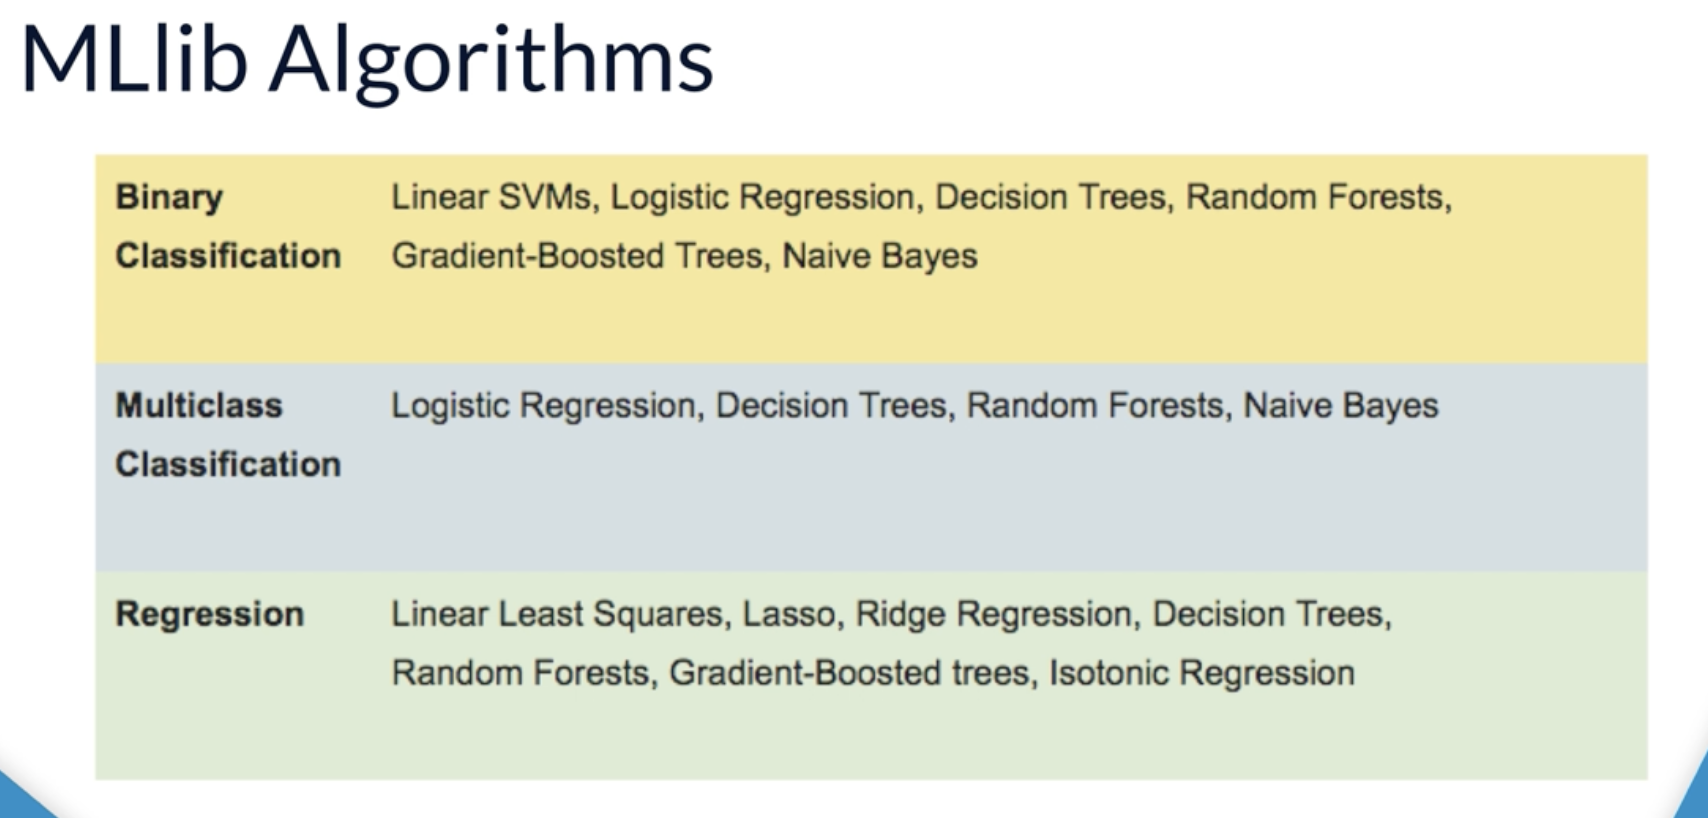 MLlib Algorithms
Binary Classification
Linear SVMs, Logistic Regression, Decision Trees, Random Forests,
Gradient-Boosted Trees, Naive Bayes
Multiclass Classification
Logistic Regression, Decision Trees, Random Forests, Naive Bayes
Regression
Linear Least Squares, Lasso, Ridge Regression, Decision Trees,
Random Forests, Gradient-Boosted trees, Isotonic Regression